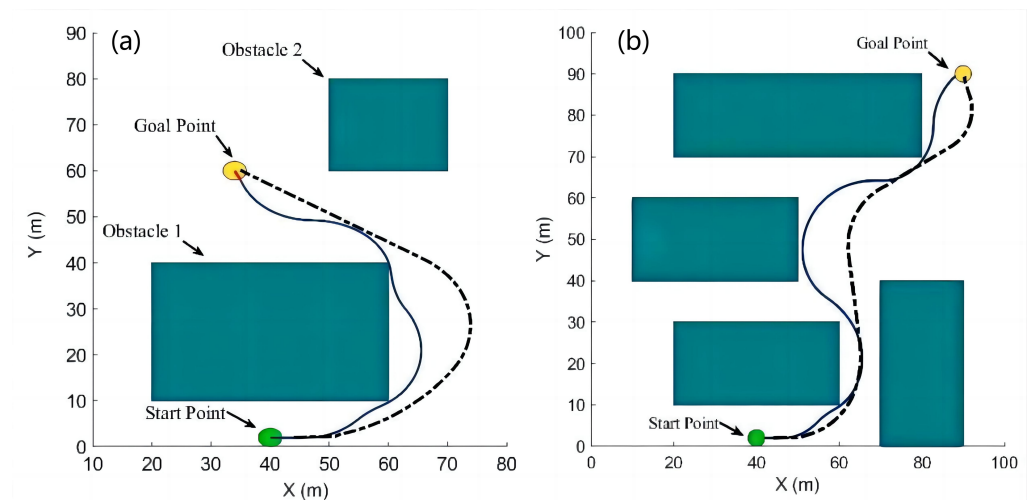 (a)
90
80
70
60
50
40
30
20
10
0
Y (m)
Obstacle 2
Goal Point
Obstacle 1
Start Point
10 20 30 40 50 60 70 80
X (m)
(b)
100
90
80
70
60
50
40
30
20
10
0
Y (m)
Goal Point
Start Point
0 20 40 60 80 100
X (m)